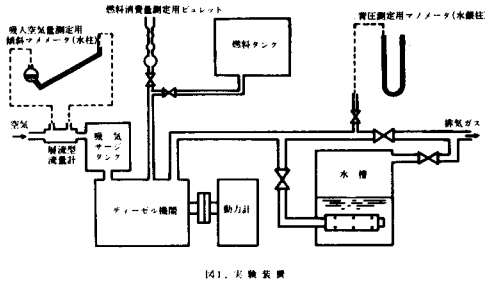 燃料消費量測定用ビュレット
吸入空気量測定用
傾斜マノメータ(水柱)
背圧測定用マノメータ(水銀柱)
燃料タンク
空気
吸気
サージ
タンク
層流型
流量計
排気ガス
水槽
ディーゼル機関
動力計
図1. 実験装置